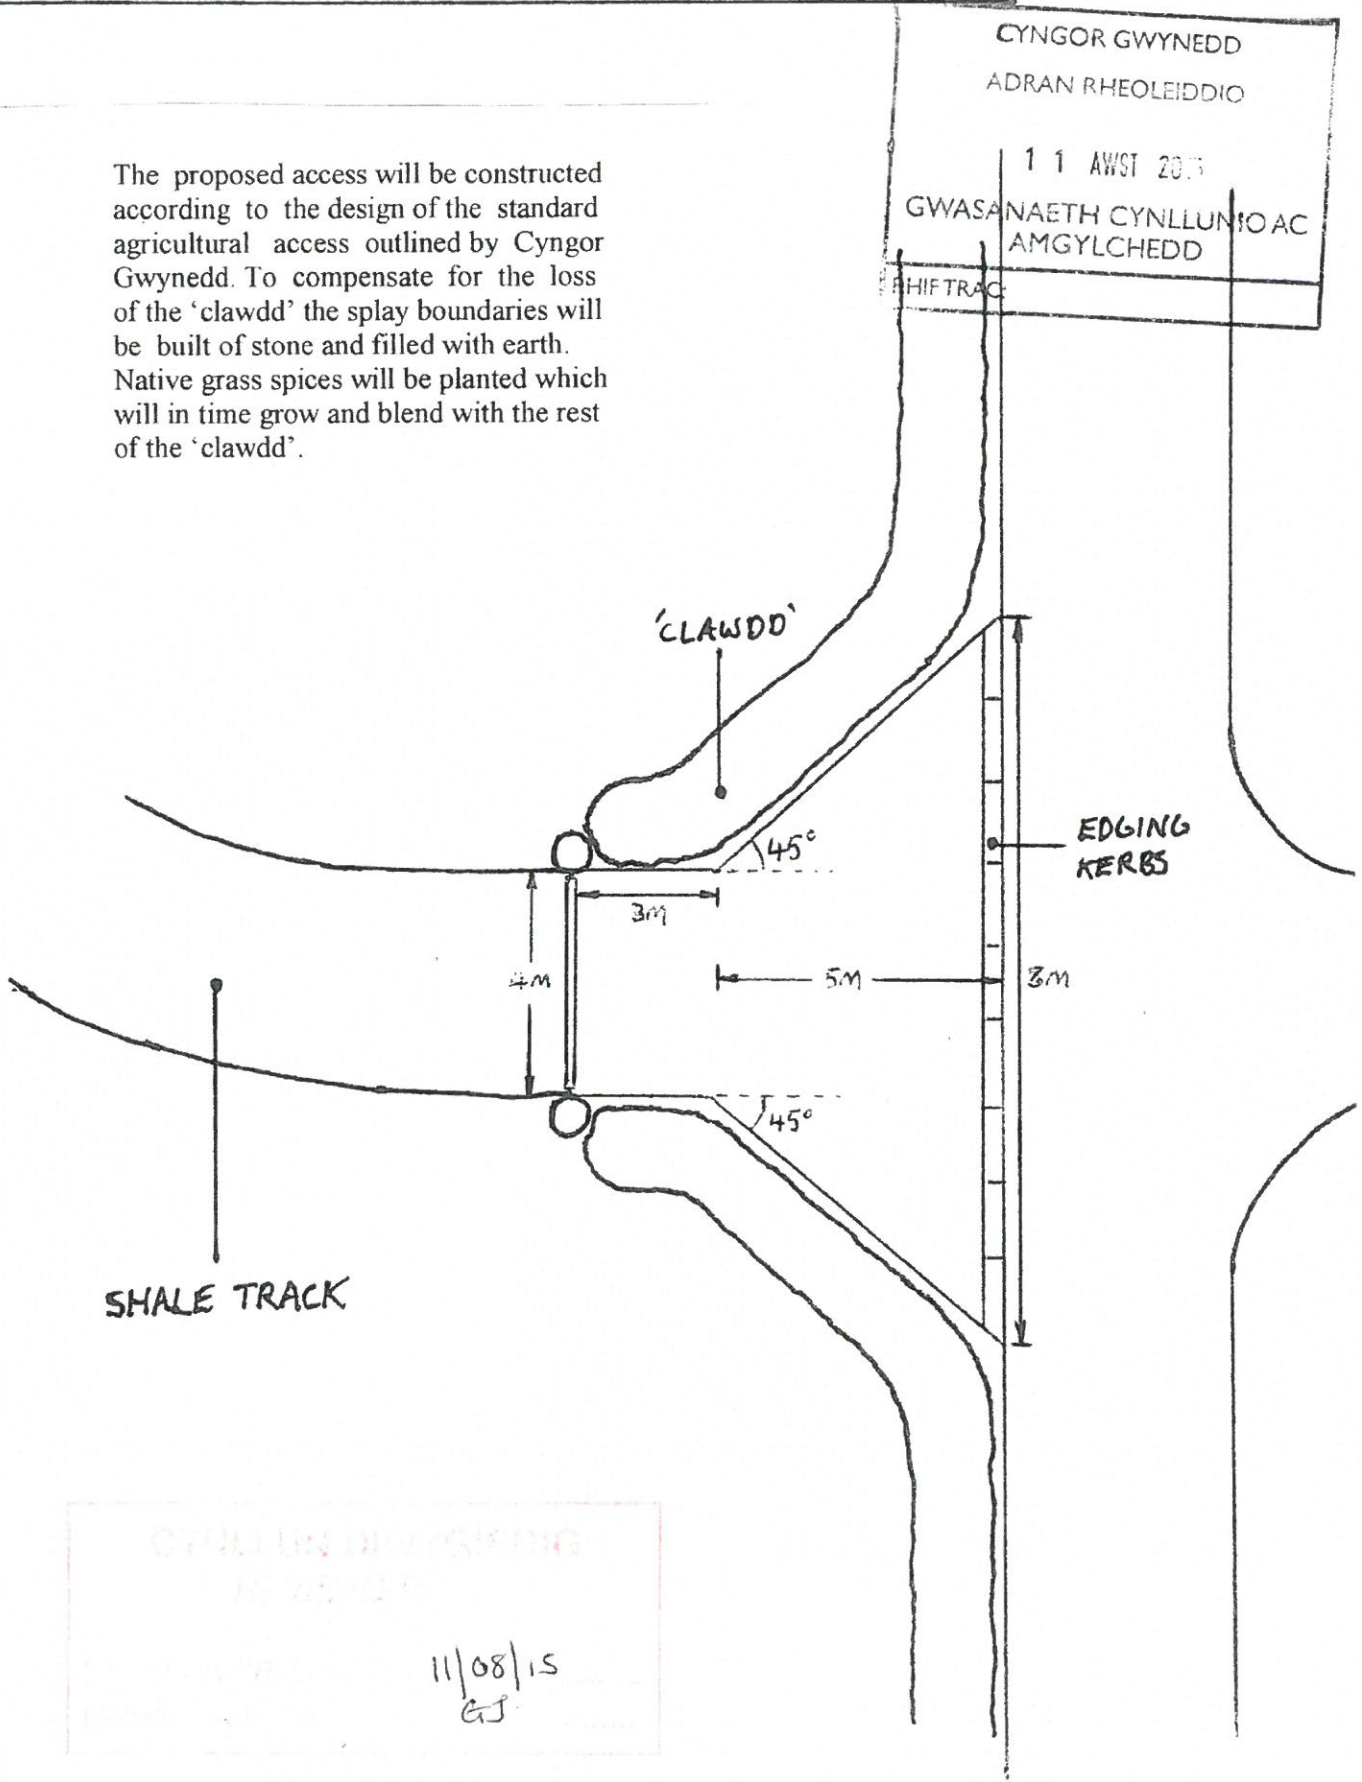 CYNGOR GWYNEDD
ADRAN RHEOLEIDDIO
11 AWST
GWASANAETH CYNLLUNIO AC
AMGYLCHEDD
RHIF TRAC
The proposed access will be constructed
according to the design of the standard
agricultural access outlined by Cyngor
Gwynedd. To compensate for the loss
of the ‘clawdd’ the splay boundaries will
be built of stone and filled with earth.
Native grass spices will be planted which
will in time grow and blend with the rest
of the ‘clawdd’.
'CLAWDD'
45°
EDGING
KERBS
3M
4M
5M
45°
SHALE TRACK
11/08/15
GJ